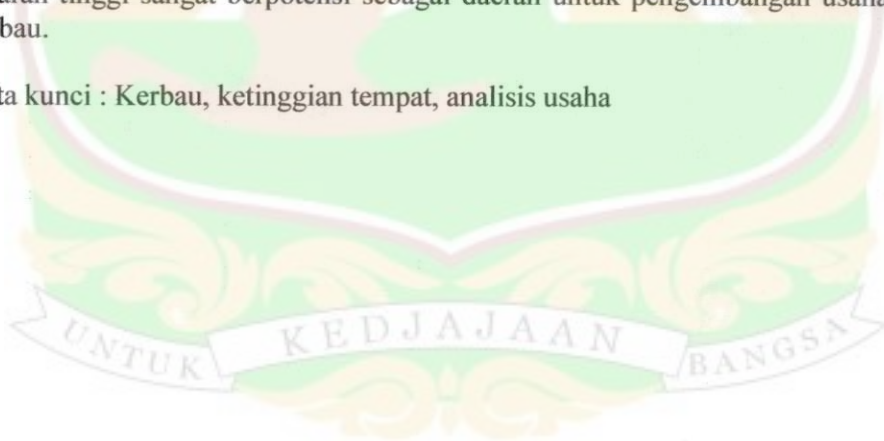 tinggi sangat berpotensi sebagai daerah untuk pengembangan usaha
bau.
ta kunci : Kerbau, ketinggian tempat, analisis usaha
UNTUK KEDJAJAAN BANGSA